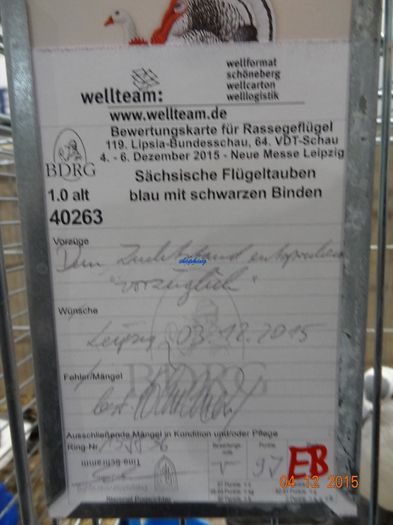 wellformat
schöneberg
wellcarton
welllogistik
wellteam:
www.wellteam.de
Bewertungskarte für Rassegeflügel
119. Lipsia-Bundesschau, 64. VDT-Schau
4. - 6. Dezember 2015 - Neue Messe Leipzig
BDRG
Sächsische Flügeltauben
1.0 alt
blau mit schwarzen Binden
40263
Vorzüge
Dem Zuchtstand entsprechend
"vorzüglich"
Wünsche
Leipzig, 03.12.2015
Fehler/Mängel
BDRG
Ausschließende Mängel in Kondition und/oder Pflege
Ring-Nr.
V 97 EB
04 12 2015